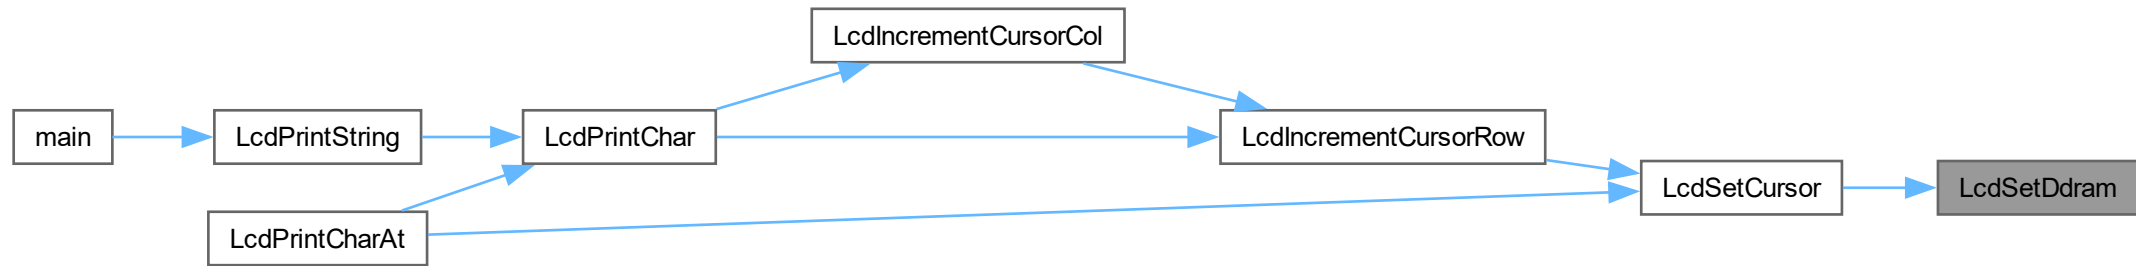 LcdIncrementCursorCol
main
LcdPrintString
LcdPrintChar
LcdIncrementCursorRow
LcdSetCursor
LcdSetDdram
LcdPrintCharAt